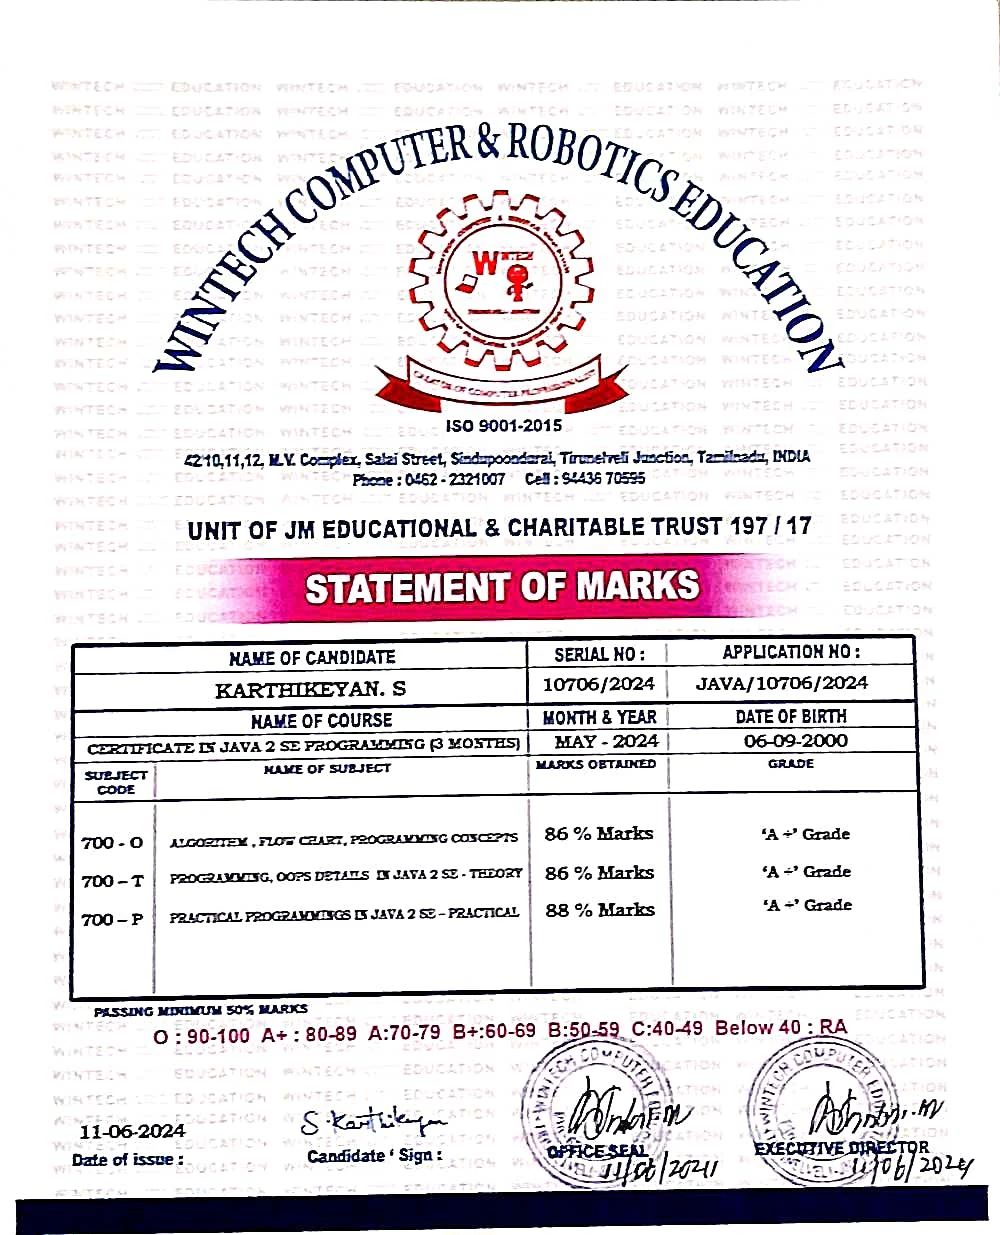 WINTECH COMPUTER & ROBOTICS EDUCATION
W
ISO 9001-2015
42 10,11,12, M.V. Complex, Salai Street, Sindupoondurai, Tirunelveli Junction, Tamilnadu, INDIA
Phone : 0462 - 2321007 Cell : 94436 70595
UNIT OF JM EDUCATIONAL & CHARITABLE TRUST 197 / 17
STATEMENT OF MARKS
NAME OF CANDIDATE SERIAL NO : APPLICATION NO :
KARTHIKEYAN. S 10706/2024 JAVA/10706/2024
NAME OF COURSE MONTH & YEAR DATE OF BIRTH
CERTIFICATE IN JAVA 2 SE PROGRAMMING (3 MONTHS) MAY - 2024 06-09-2000
SUBJECT CODE NAME OF SUBJECT MARKS OBTAINED GRADE
700 - O ALGORITHM , FLOW CHART, PROGRAMMING CONCEPTS 86 % Marks ‘A +’ Grade
700 – T PROGRAMMING, OOPS DETAILS IN JAVA 2 SE - THEORY 86 % Marks ‘A +’ Grade
700 – P PRACTICAL PROGRAMMINGS IN JAVA 2 SE – PRACTICAL 88 % Marks ‘A +’ Grade
PASSING MINIMUM 50% MARKS
O : 90-100 A+ : 80-89 A:70-79 B+:60-69 B:50-59 C:40-49 Below 40 : RA
11-06-2024 S. Karthikeyan
Date of issue : Candidate ‘ Sign : OFFICE SEAL EXECUTIVE DIRECTOR
11/06/2024 11/06/2024